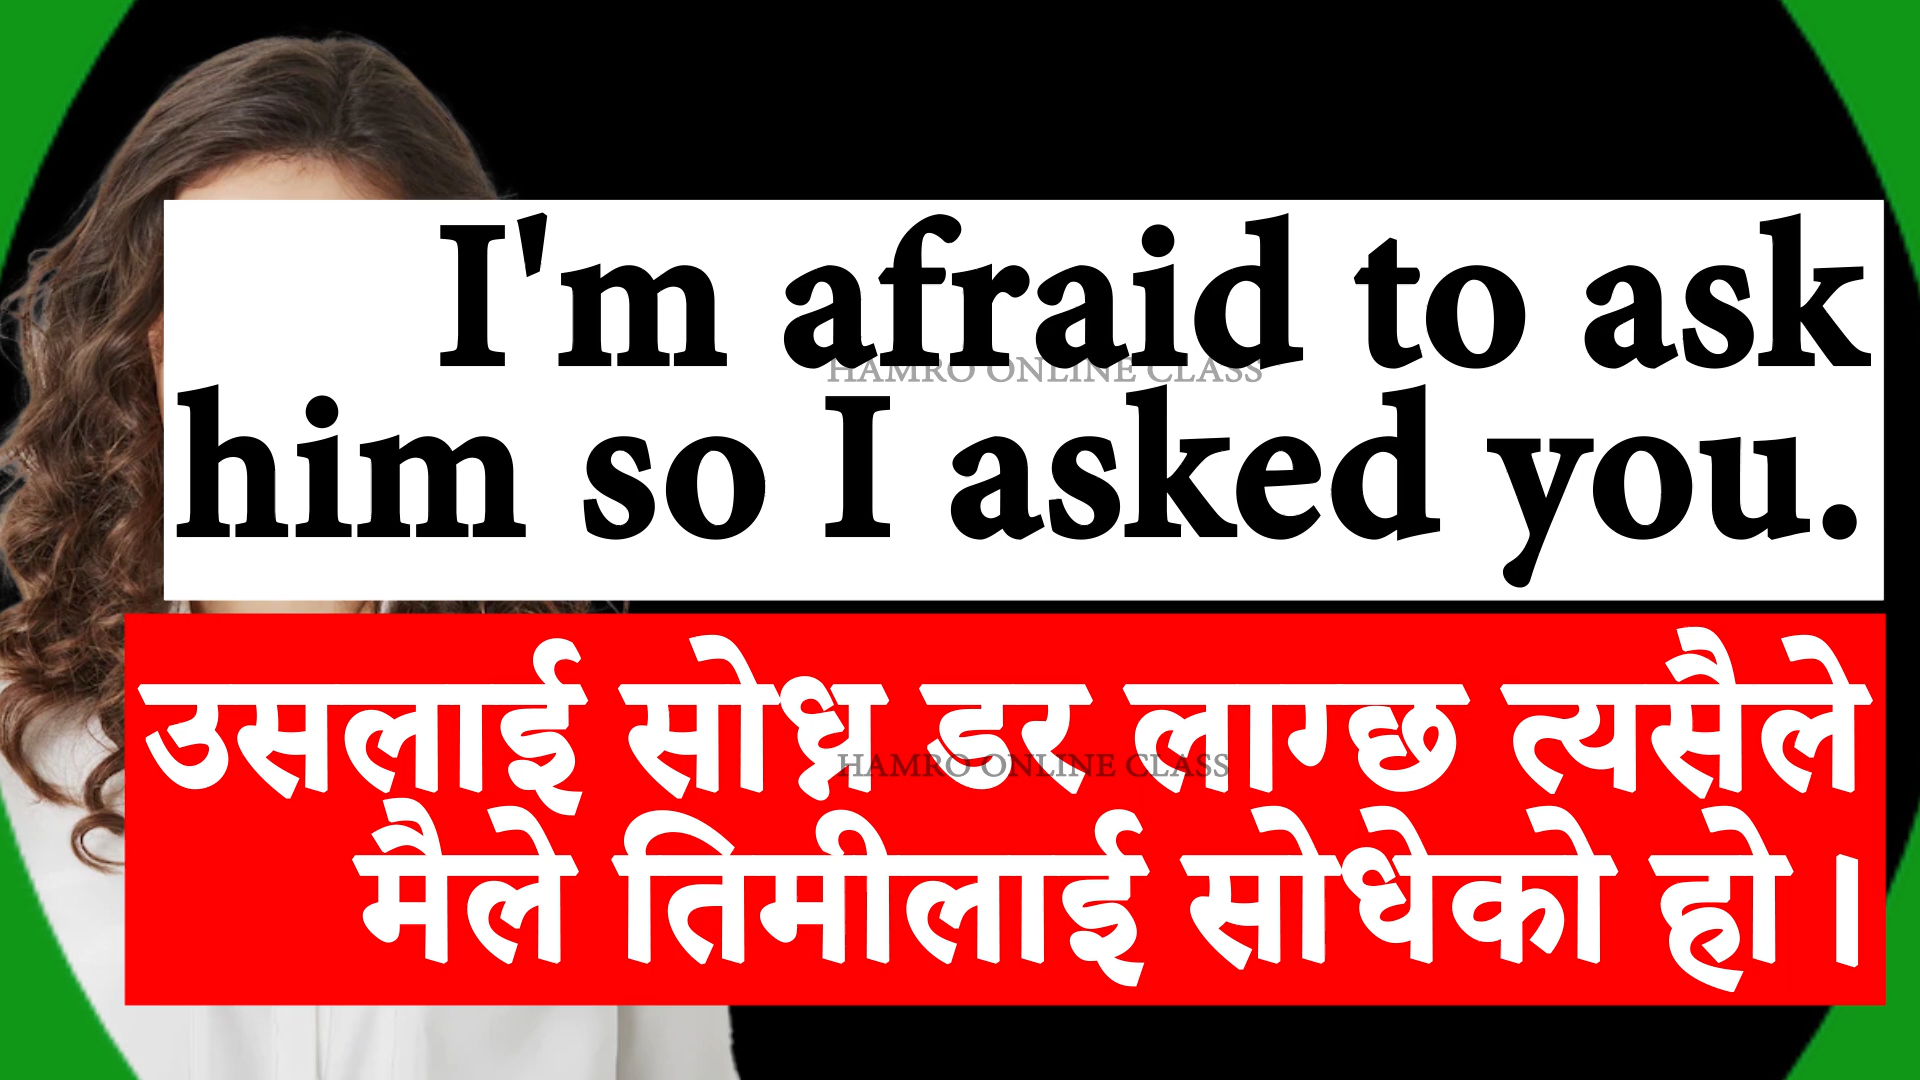 I'm afraid to ask
HAMRO ONLINE CLASS
him so I asked you.
उसलाई सोध्न डर लाग्छ त्यसैले
HAMRO ONLINE CLASS
मैले तिमीलाई सोधेको हो ।